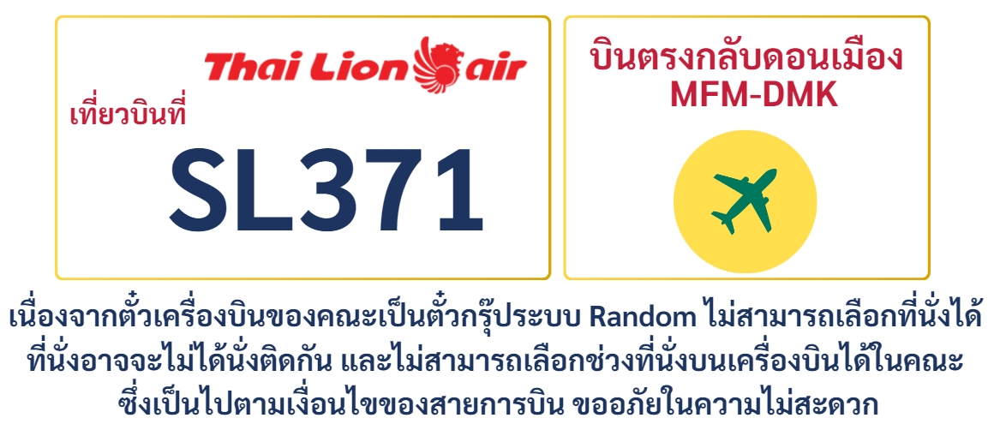 Thai Lion air
เที่ยวบินที่
SL371
บินตรงกลับดอนเมือง
MFM-DMK
เนื่องจากตั๋วเครื่องบินของคณะเป็นตั๋วกรุ๊ประบบ Random ไม่สามารถเลือกที่นั่งได้
ที่นั่งอาจจะไม่ได้นั่งติดกัน และไม่สามารถเลือกช่วงที่นั่งบนเครื่องบินได้ในคณะ
ซึ่งเป็นไปตามเงื่อนไขของสายการบิน ขออภัยในความไม่สะดวก